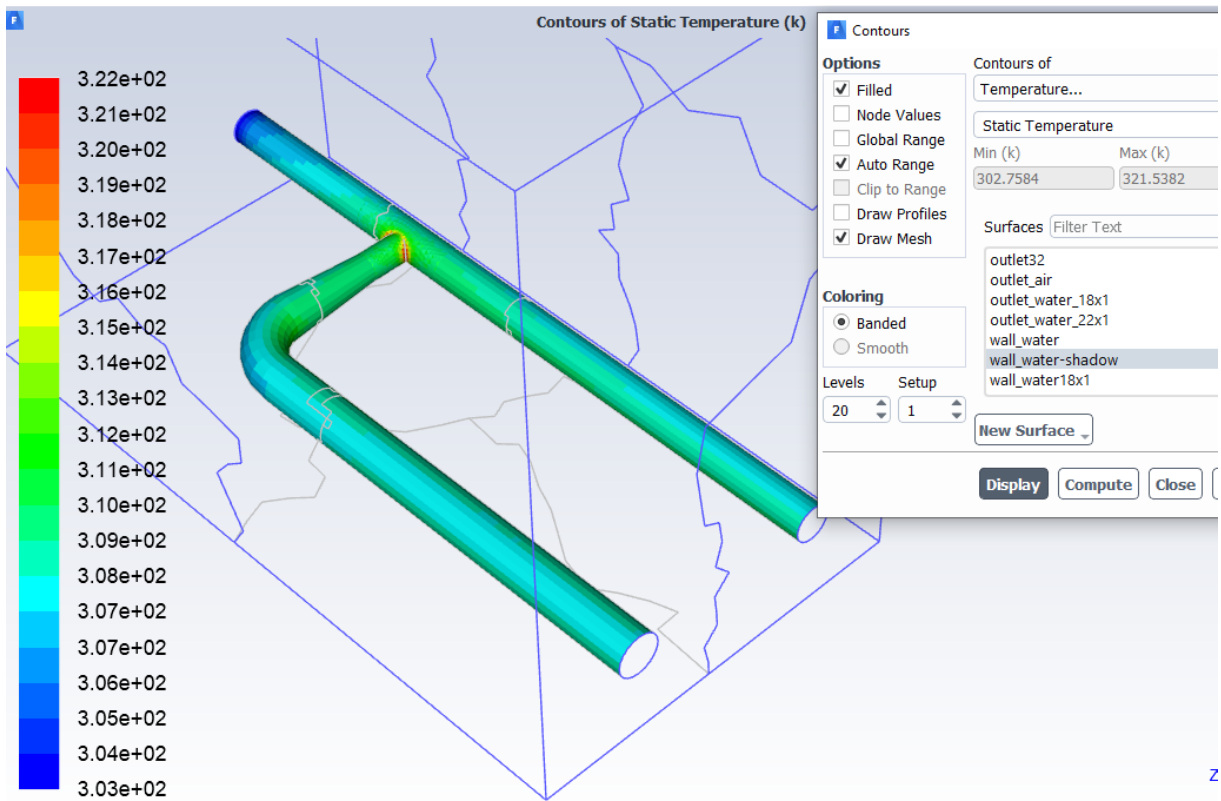 Contours of Static Temperature (k)
3.22e+02
3.21e+02
3.20e+02
3.19e+02
3.18e+02
3.17e+02
3.16e+02
3.15e+02
3.14e+02
3.13e+02
3.12e+02
3.11e+02
3.10e+02
3.09e+02
3.08e+02
3.07e+02
3.07e+02
3.06e+02
3.05e+02
3.04e+02
3.03e+02
Contours
Options
Filled
Node Values
Global Range
Auto Range
Clip to Range
Draw Profiles
Draw Mesh
Coloring
Banded
Smooth
Levels Setup
20 1
Contours of
Temperature...
Static Temperature
Min (k) Max (k)
302.7584 321.5382
Surfaces Filter Text
outlet32
outlet_air
outlet_water_18x1
outlet_water_22x1
wall_water
wall_water-shadow
wall_water18x1
New Surface
Display Compute Close
Z